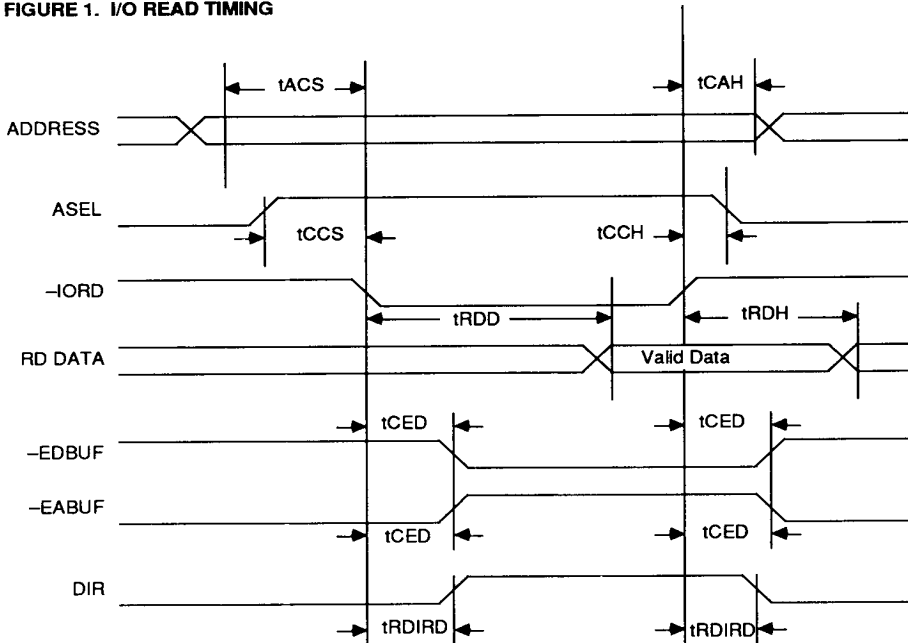 FIGURE 1. I/O READ TIMING
tACS
tCAH
ADDRESS
ASEL
tCCS
tCCH
–IORD
tRDD
tRDH
RD DATA
Valid Data
tCED
tCED
–EDBUF
–EABUF
tCED
tCED
DIR
tRDIRD
tRDIRD